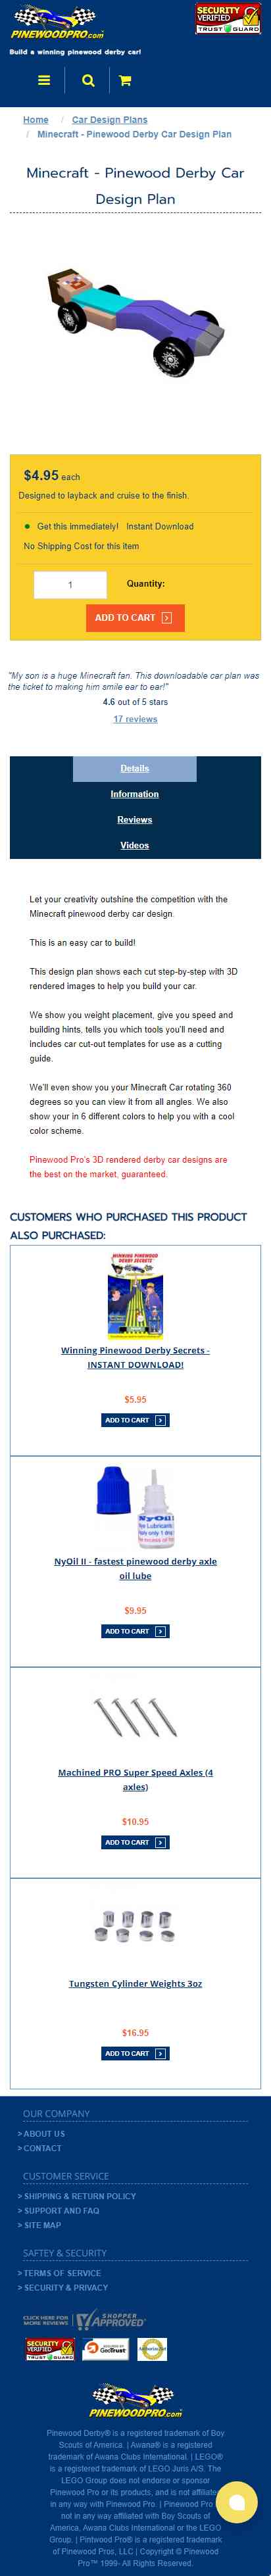 PINEWOODPRO.COM
SECURITY
VERIFIED
TRUST GUARD
Build a winning pinewood derby car!
Home / Car Design Plans
/ Minecraft - Pinewood Derby Car Design Plan
Minecraft - Pinewood Derby Car
Design Plan
$4.95 each
Designed to layback and cruise to the finish.
Get this immediately! Instant Download
No Shipping Cost for this item
1 Quantity:
ADD TO CART
"My son is a huge Minecraft fan. This downloadable car plan was
the ticket to making him smile ear to ear!"
4.6 out of 5 stars
17 reviews
Details
Information
Reviews
Videos
Let your creativity outshine the competition with the
Minecraft pinewood derby car design.
This is an easy car to build!
This design plan shows each cut step-by-step with 3D
rendered images to help you build your car.
We show you weight placement, give you speed and
building hints, tells you which tools you'll need and
includes car cut-out templates for use as a cutting
guide.
We'll even show you your Minecraft Car rotating 360
degrees so you can view it from all angles. We also
show your in 6 different colors to help you with a cool
color scheme.
Pinewood Pro's 3D rendered derby car designs are
the best on the market, guaranteed.
CUSTOMERS WHO PURCHASED THIS PRODUCT
ALSO PURCHASED:
WINNING PINEWOOD
DERBY SECRETS
Winning Pinewood Derby Secrets -
INSTANT DOWNLOAD!
$5.95
ADD TO CART
NyOil
NyOil II - fastest pinewood derby axle
oil lube
$9.95
ADD TO CART
Machined PRO Super Speed Axles (4
axles)
$10.95
ADD TO CART
Tungsten Cylinder Weights 3oz
$16.95
ADD TO CART
OUR COMPANY
> ABOUT US
> CONTACT
CUSTOMER SERVICE
> SHIPPING & RETURN POLICY
> SUPPORT AND FAQ
> SITE MAP
SAFTEY & SECURITY
> TERMS OF SERVICE
> SECURITY & PRIVACY
CLICK HERE FOR
MORE REVIEWS
SHOPPER
APPROVED
SECURITY
VERIFIED
TRUST GUARD
GeoTrust
PINEWOODPRO.COM
Pinewood Derby® is a registered trademark of Boy
Scouts of America. | Awana® is a registered
trademark of Awana Clubs International. | LEGO®
is a registered trademark of LEGO Juris A/S. The
LEGO Group does not endorse or sponsor
Pinewood Pro or its products, and is not affiliated
in any way with Pinewood Pro. | Pinewood Pro
not in any way affiliated with Boy Scouts of
America, Awana Clubs International or the LEGO
Group. | Pintwood Pro® is a registered trademark
of Pinewood Pros, LLC | Copyright © Pinewood
Pro™ 1999- All Rights Reserved.